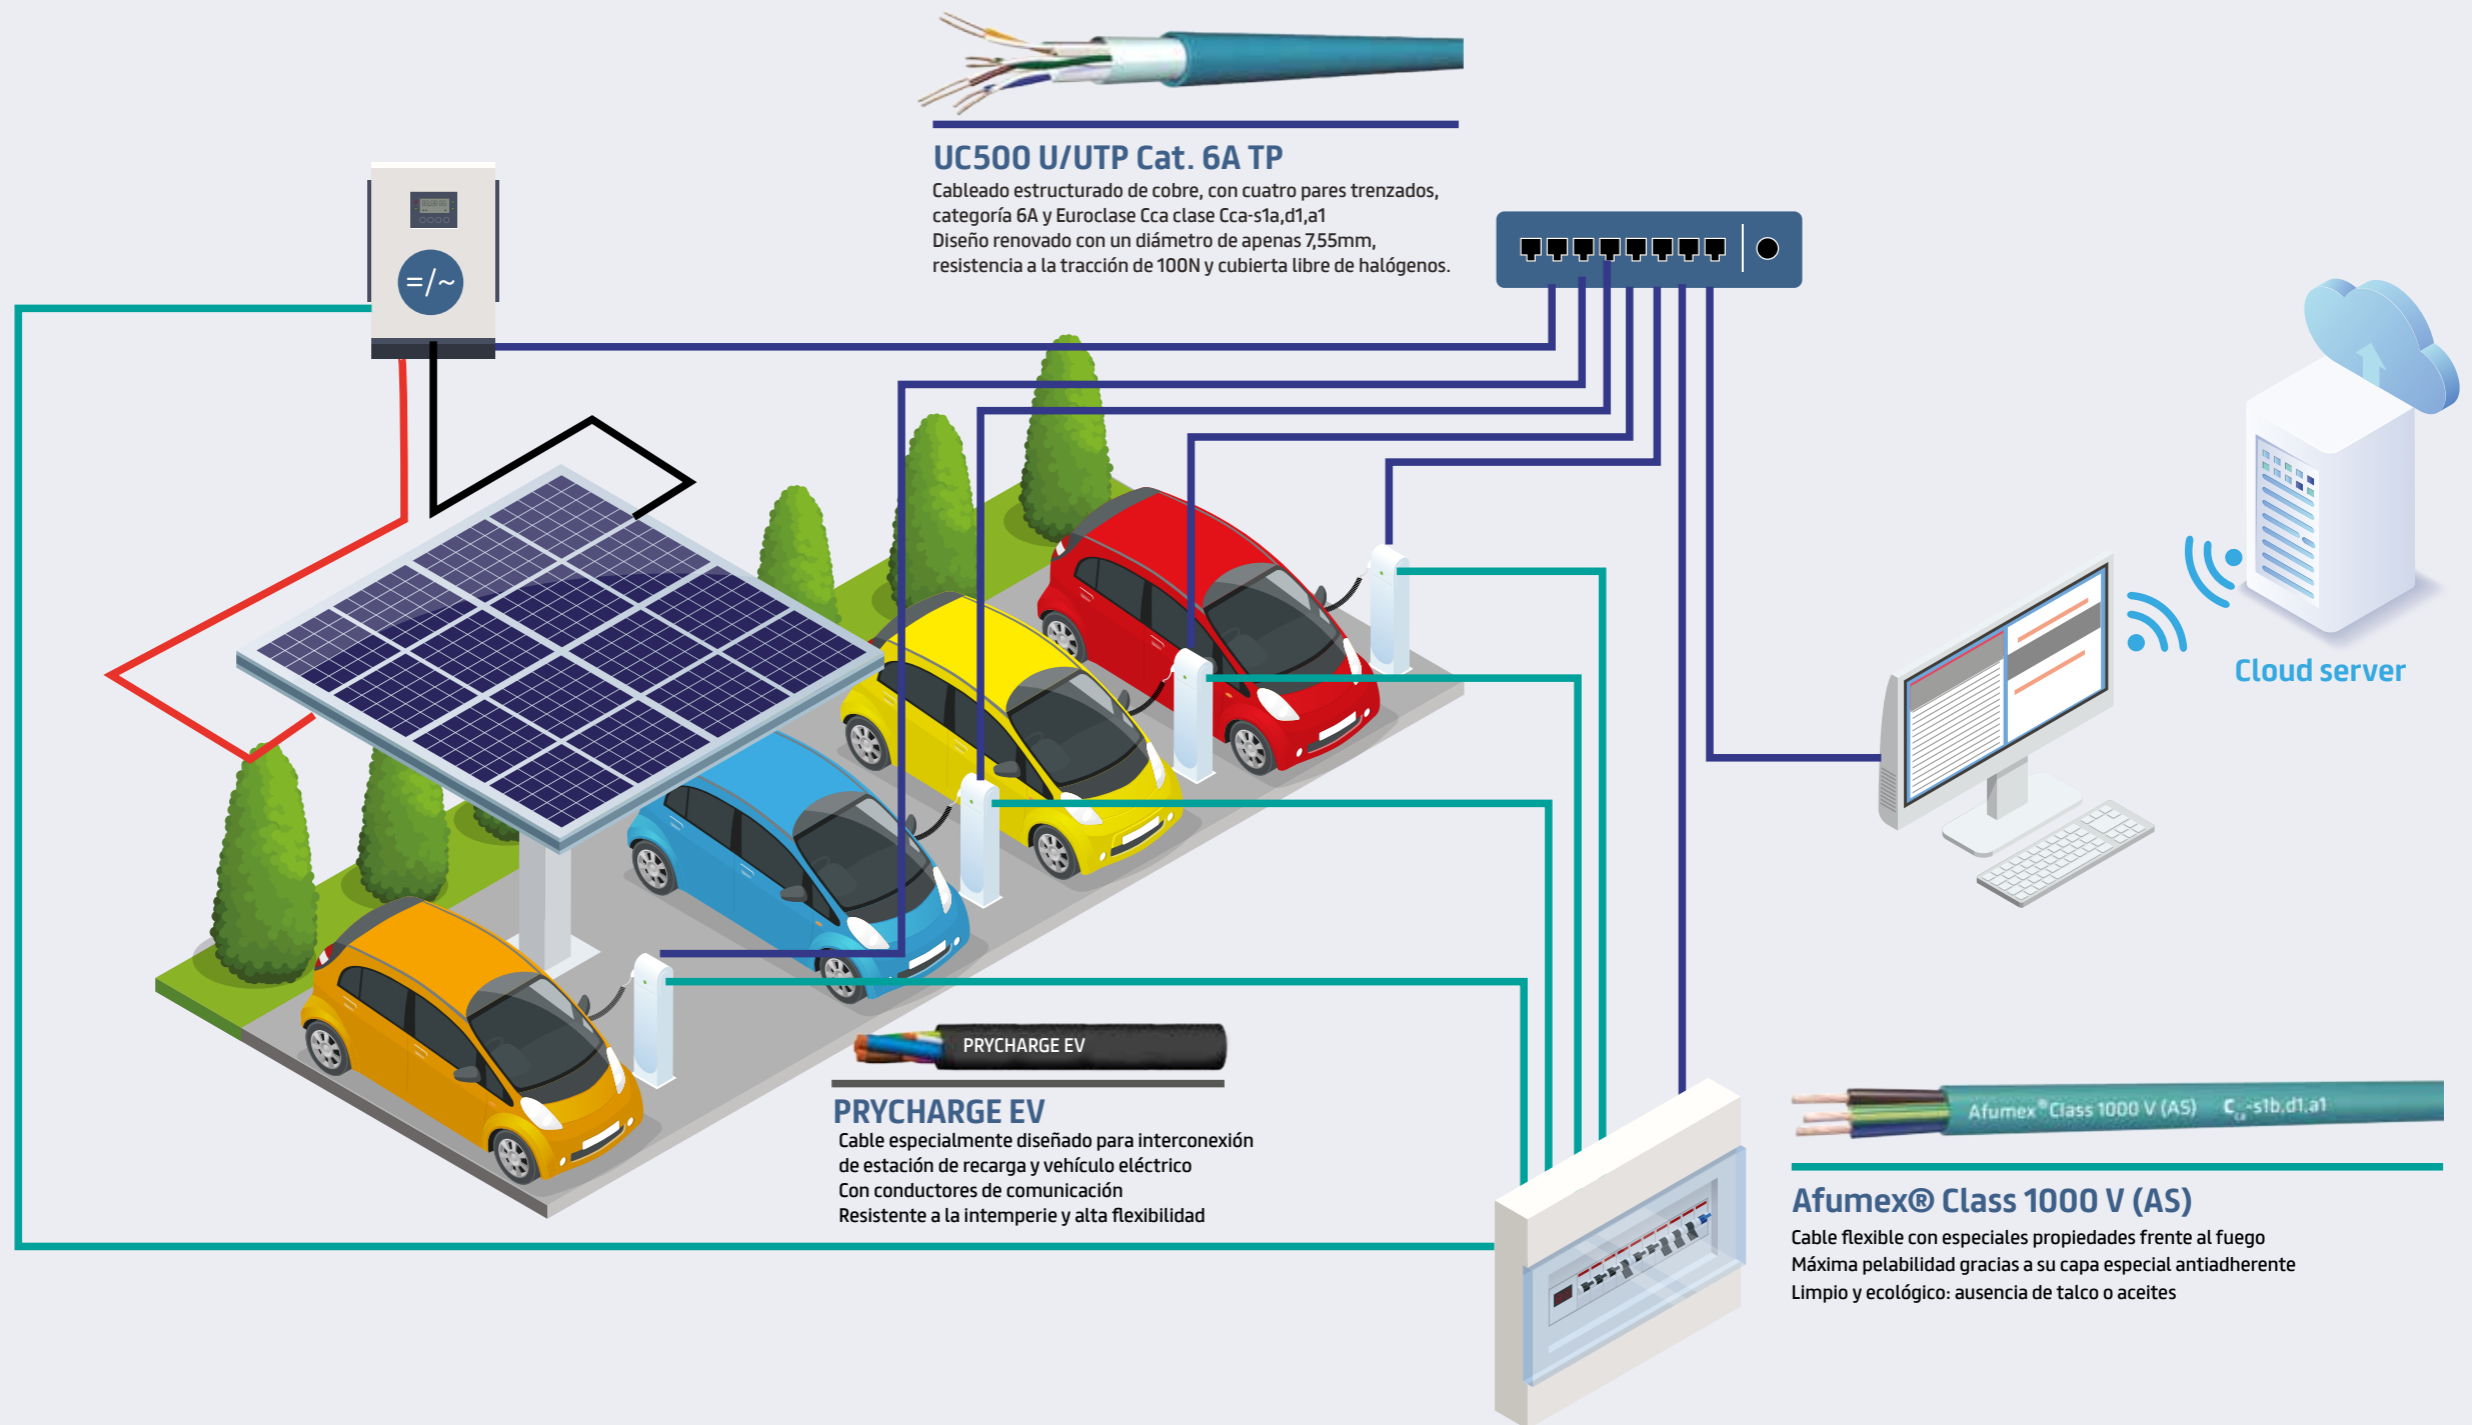 UC500 U/UTP Cat. 6A TP
Cableado estructurado de cobre, con cuatro pares trenzados,
categoría 6A y Euroclase Cca clase Cca-s1a,d1,a1
Diseño renovado con un diámetro de apenas 7,55mm,
resistencia a la tracción de 100N y cubierta libre de halógenos.
=/~
Cloud server
PRYCHARGE EV
PRYCHARGE EV
Cable especialmente diseñado para interconexión
de estación de recarga y vehículo eléctrico
Con conductores de comunicación
Resistente a la intemperie y alta flexibilidad
Afumex® Class 1000 V (AS) Cca-s1b,d1,a1
Afumex® Class 1000 V (AS)
Cable flexible con especiales propiedades frente al fuego
Máxima pelabilidad gracias a su capa especial antiadherente
Limpio y ecológico: ausencia de talco o aceites